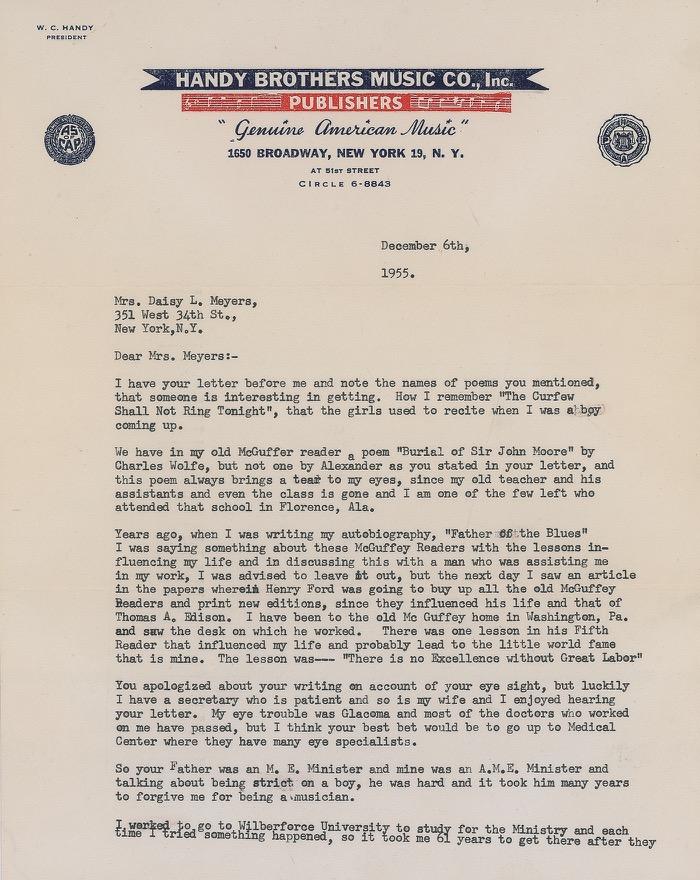 W. C. HANDY
PRESIDENT
HANDY BROTHERS MUSIC CO., Inc.
PUBLISHERS
"Genuine American Music"
1650 BROADWAY, NEW YORK 19, N. Y.
AT 51ST STREET
CIRCLE 6-8843
AS
OF
CAP
December 6th,
1955.
Mrs. Daisy L. Meyers,
351 West 34th St.,
New York,N.Y.
Dear Mrs. Meyers:-
I have your letter before me and note the names of poems you mentioned,
that someone is interesting in getting. How I remember "The Curfew
Shall Not Ring Tonight", that the girls used to recite when I was a boy
coming up.
We have in my old McGuffer reader a poem "Burial of Sir John Moore" by
Charles Wolfe, but not one by Alexander as you stated in your letter, and
this poem always brings a tear to my eyes, since my old teacher and his
assistants and even the class is gone and I am one of the few left who
attended that school in Florence, Ala.
Years ago, when I was writing my autobiography, "Father of the Blues"
I was saying something about these McGuffey Readers with the lessons in-
fluencing my life and in discussing this with a man who was assisting me
in my work, I was advised to leave it out, but the next day I saw an article
in the papers wherein Henry Ford was going to buy up all the old McGuffey
Readers and print new editions, since they influenced his life and that of
Thomas A. Edison. I have been to the old Mc Guffey home in Washington, Pa.
and saw the desk on which he worked. There was one lesson in his Fifth
Reader that influenced my life and probably lead to the little world fame
that is mine. The lesson was--- "There is no Excellence without Great Labor"
You apologized about your writing on account of your eye sight, but luckily
I have a secretary who is patient and so is my wife and I enjoyed hearing
your letter. My eye trouble was Glacoma and most of the doctors who worked
on me have passed, but I think your best bet would be to go up to Medical
Center where they have many eye specialists.
So your Father was an M. E. Minister and mine was an A.M.E. Minister and
talking about being strict on a boy, he was hard and it took him many years
to forgive me for being a musician.
I worked to go to Wilberforce University to study for the Ministry and each
time I tried something happened, so it took me 61 years to get there after they